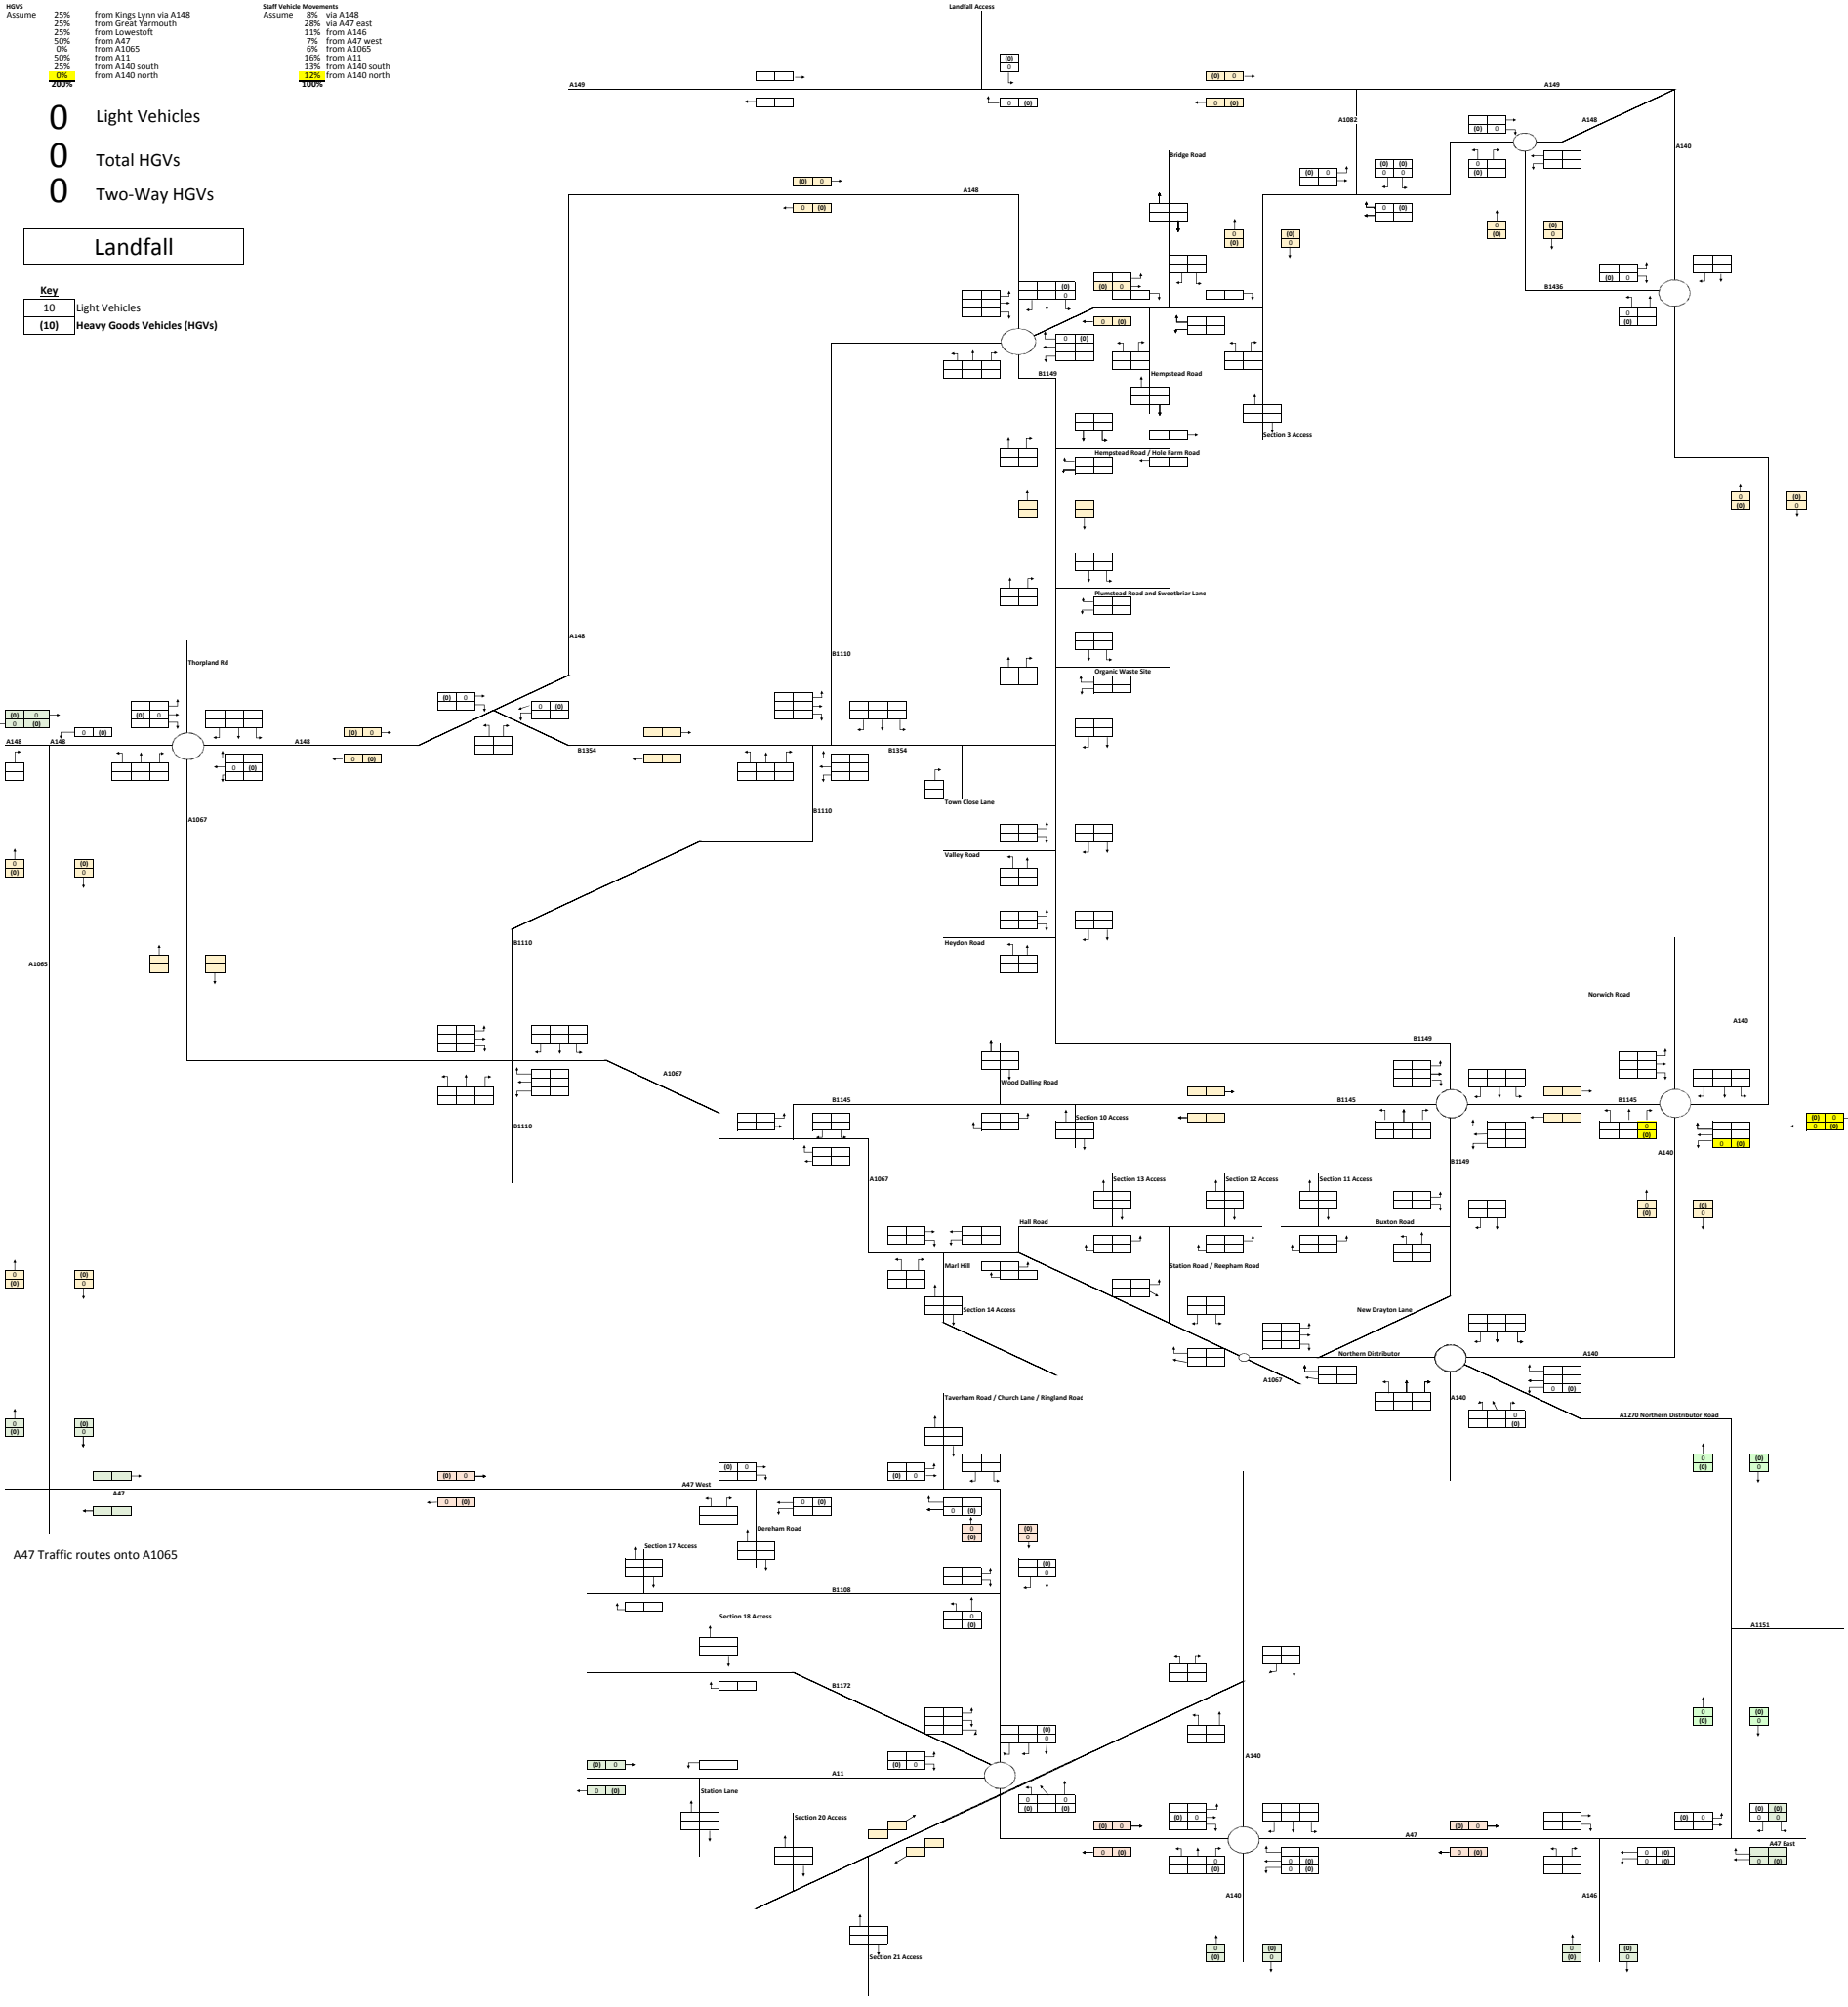 HGVS
Assume 25% from Kings Lynn via A148
25% from Great Yarmouth
25% from Lowestoft
50% from A47
0% from A1065
50% from A11
25% from A140 south
0% from A140 north
200%
Staff Vehicle Movements
Assume 8% via A148
28% via A47 east
11% from A146
7% from A47 west
6% from A1065
16% from A11
13% from A140 south
12% from A140 north
100%
0 Light Vehicles
0 Total HGVs
0 Two-Way HGVs
Landfall
Key
10 Light Vehicles
(10) Heavy Goods Vehicles (HGVs)
Landfall Access
A149
A149
A1082
A148
A140
Bridge Road
A148
B1436
B1149
Hempstead Road
Section 3 Access
Hempstead Road / Hole Farm Road
Plumstead Road and Sweetbriar Lane
A148
Thorpland Rd
B1110
Organic Waste Site
A148
A148
A148
B1354
B1354
Town Close Lane
A1067
B1110
Valley Road
B1110
Heydon Road
A1065
Norwich Road
A140
B1149
A1067
Wood Dalling Road
B1145
B1145
B1145
Section 10 Access
B1110
A140
B1149
A1067
Section 13 Access
Section 12 Access
Section 11 Access
Hall Road
Buxton Road
Marl Hill
Station Road / Reepham Road
Section 14 Access
New Drayton Lane
Northern Distributor
A140
A1067
A140
Taverham Road / Church Lane / Ringland Road
A1270 Northern Distributor Road
A47 West
A47
Dereham Road
A47 Traffic routes onto A1065
Section 17 Access
B1108
Section 18 Access
A1151
B1172
A140
A11
Station Lane
Section 20 Access
A47
A47 East
A140
A146
Section 21 Access